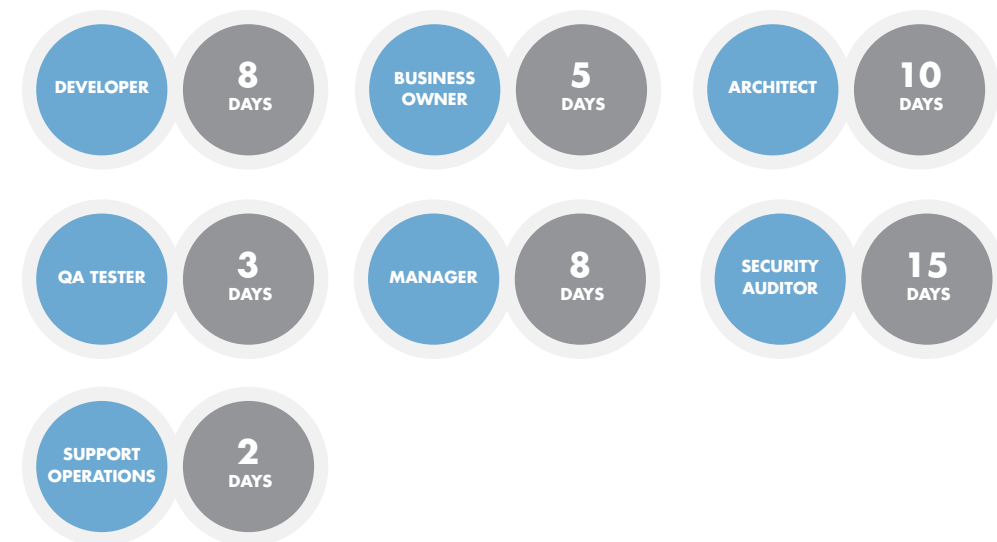 DEVELOPER
8
DAYS
BUSINESS
OWNER
5
DAYS
ARCHITECT
10
DAYS
QA TESTER
3
DAYS
MANAGER
8
DAYS
SECURITY
AUDITOR
15
DAYS
SUPPORT
OPERATIONS
2
DAYS